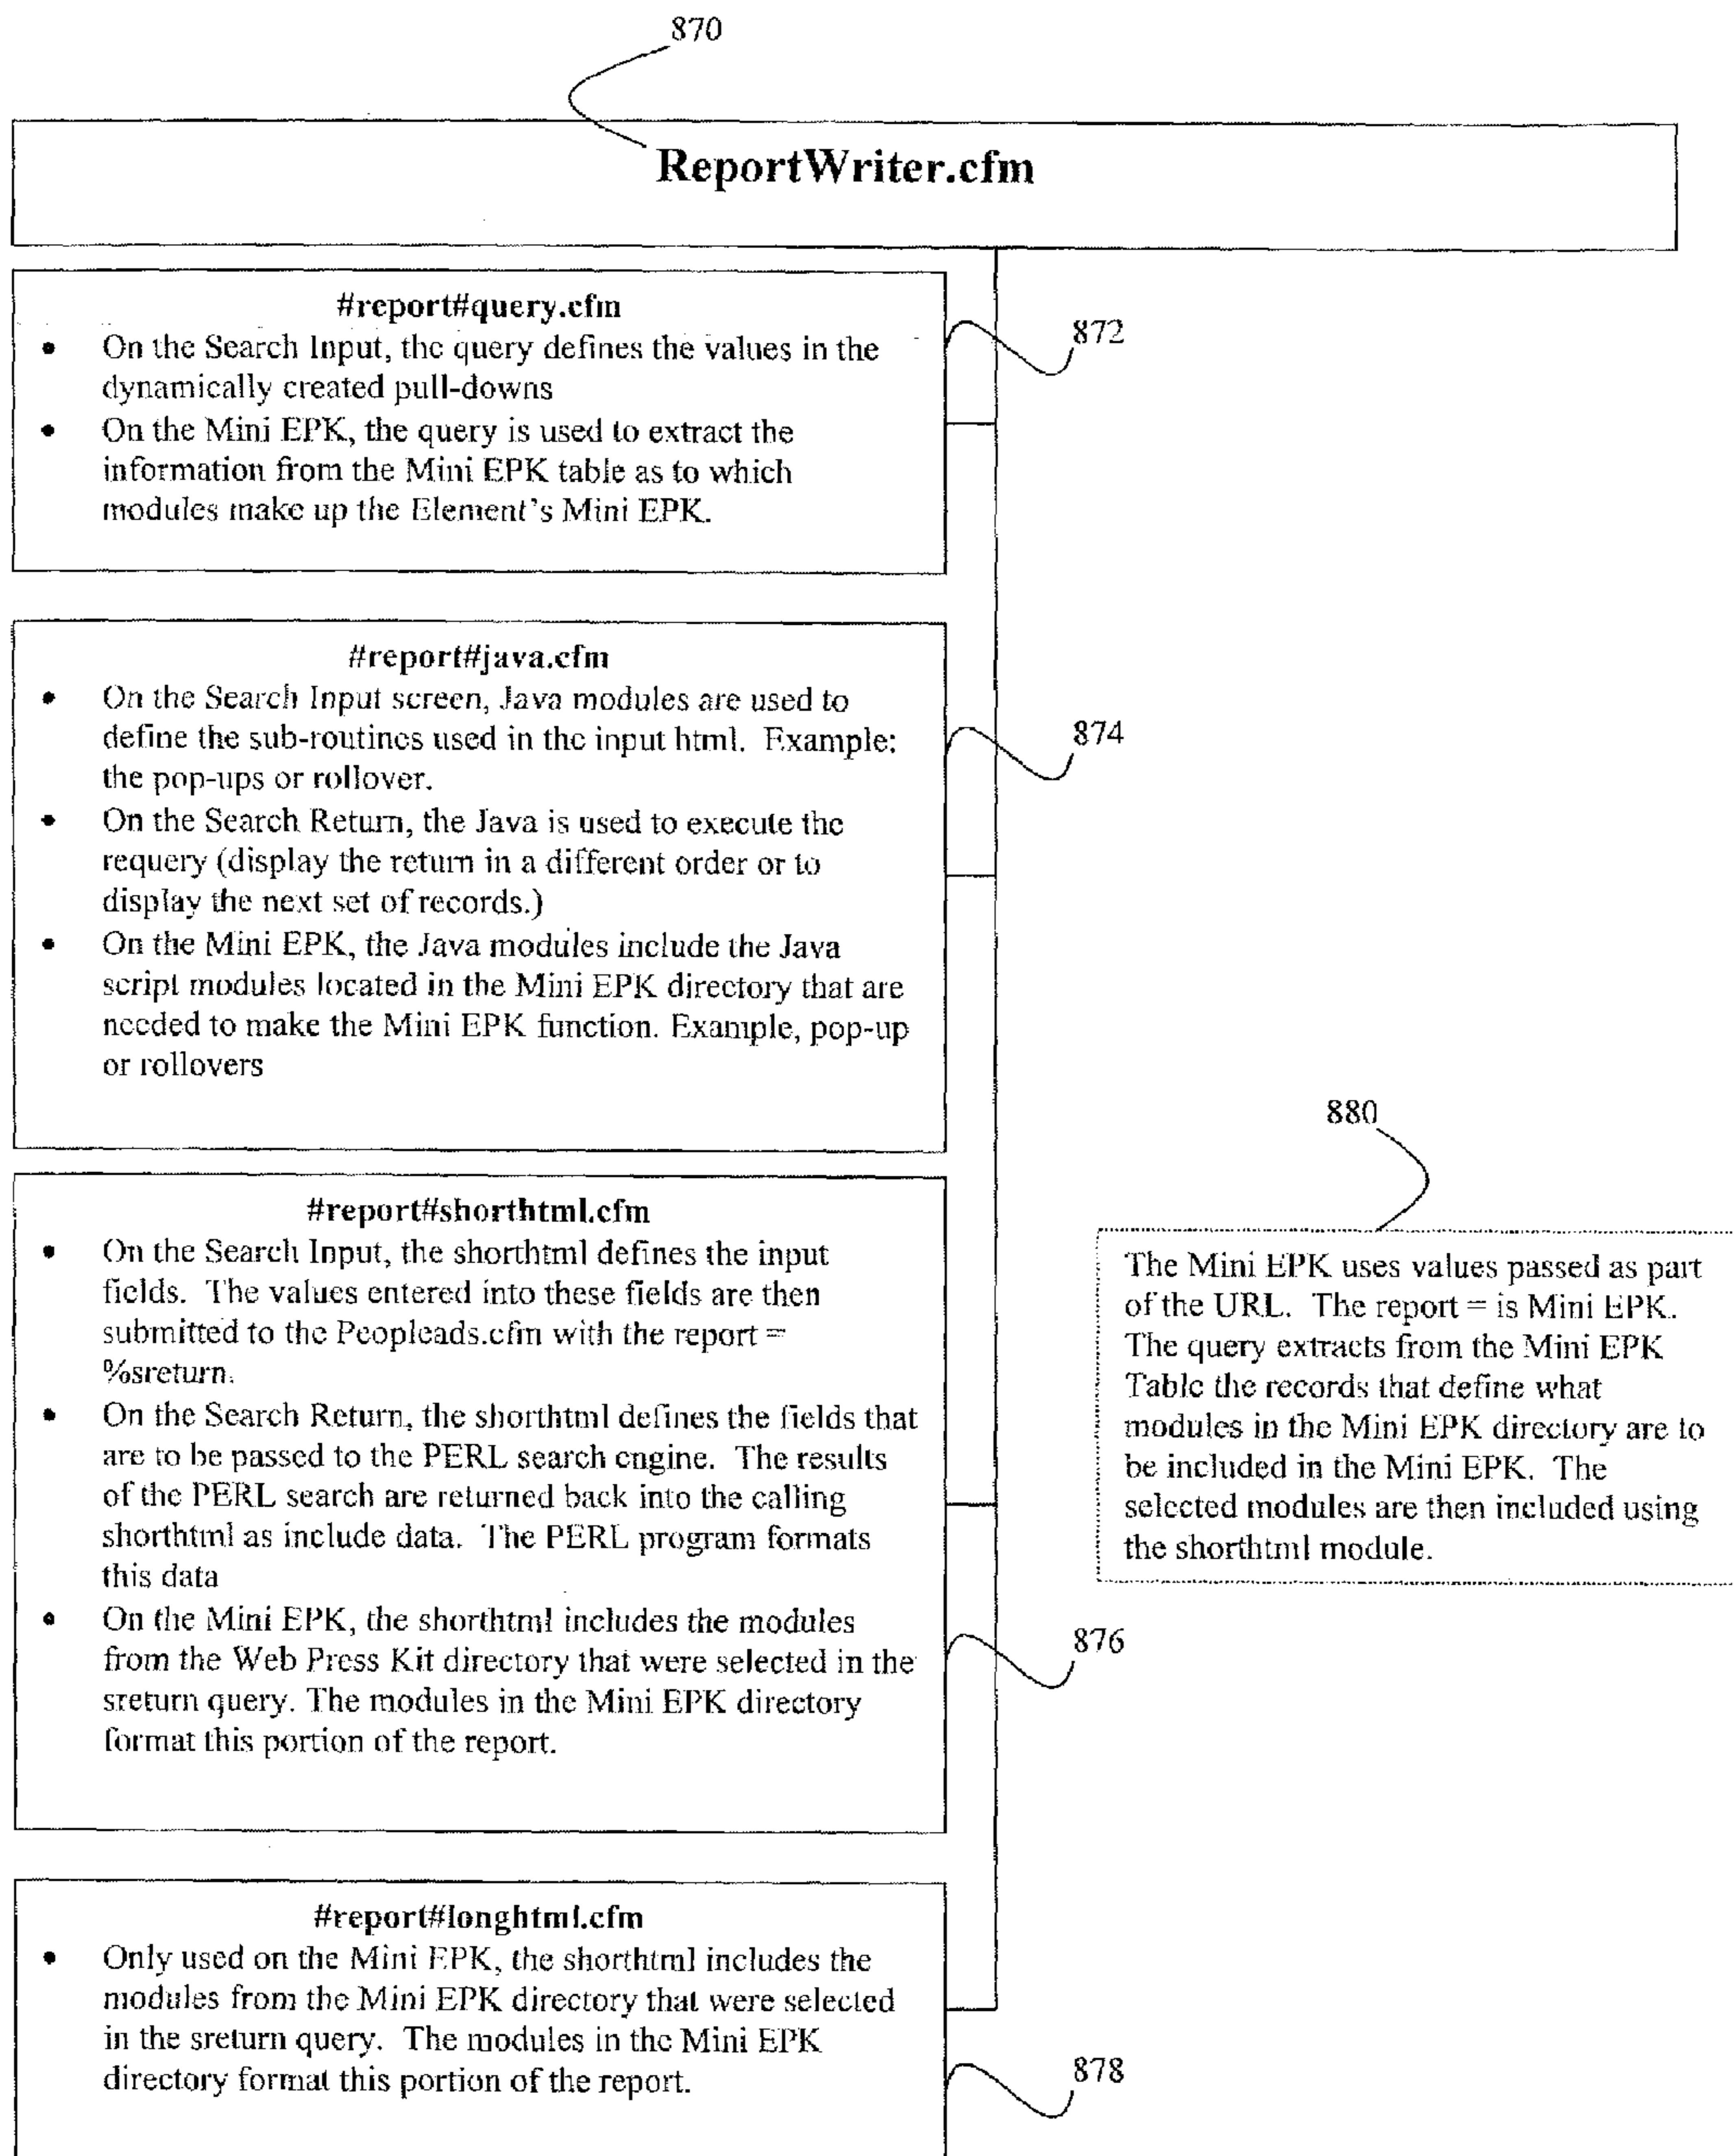 870
ReportWriter.cfm
#report#query.cfm
• On the Search Input, the query defines the values in the
dynamically created pull-downs
• On the Mini EPK, the query is used to extract the
information from the Mini EPK table as to which
modules make up the Element's Mini EPK.
872
#report#java.cfm
• On the Search Input screen, Java modules are used to
define the sub-routines used in the input html. Example:
the pop-ups or rollover.
• On the Search Return, the Java is used to execute the
requery (display the return in a different order or to
display the next set of records.)
• On the Mini EPK, the Java modules include the Java
script modules located in the Mini EPK directory that are
needed to make the Mini EPK function. Example, pop-up
or rollovers
874
#report#shorthtml.cfm
• On the Search Input, the shorthtml defines the input
fields. The values entered into these fields are then
submitted to the Peopleads.cfm with the report =
%sreturn.
• On the Search Return, the shorthtml defines the fields that
are to be passed to the PERL search engine. The results
of the PERL search are returned back into the calling
shorthtml as include data. The PERL program formats
this data
• On the Mini EPK, the shorthtml includes the modules
from the Web Press Kit directory that were selected in the
sreturn query. The modules in the Mini EPK directory
format this portion of the report.
876
880
The Mini EPK uses values passed as part
of the URL. The report = is Mini EPK.
The query extracts from the Mini EPK
Table the records that define what
modules in the Mini EPK directory are to
be included in the Mini EPK. The
selected modules are then included using
the shorthtml module.
#report#longhtml.cfm
• Only used on the Mini EPK, the shorthtml includes the
modules from the Mini EPK directory that were selected
in the sreturn query. The modules in the Mini EPK
directory format this portion of the report.
878